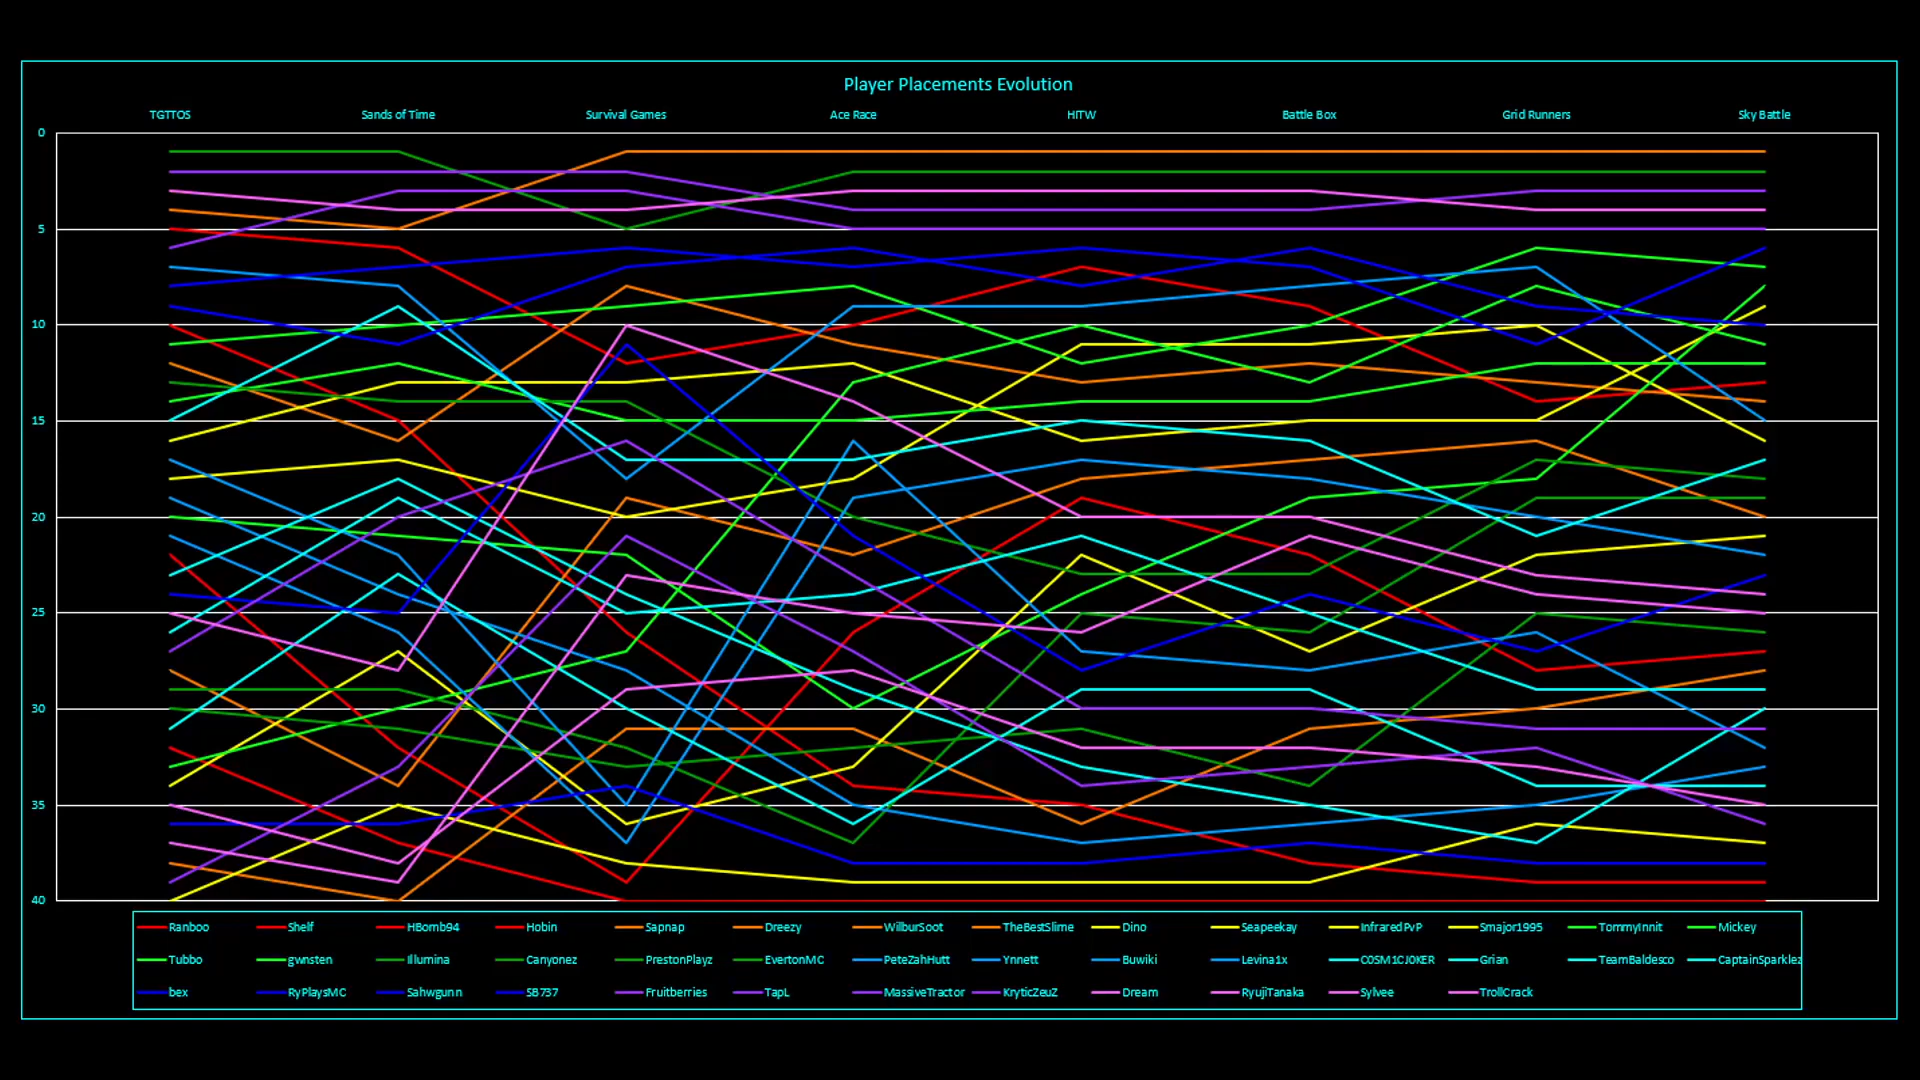 Player Placements Evolution
TGTTOS Sands of Time Survival Games Ace Race HITW Battle Box Grid Runners Sky Battle
0
5
10
15
20
25
30
35
40
Ranboo Shelf HBomb94 Hobin Sapnap Dreezy WilburSoot TheBestSlime Dino Seapeekay InfraredPvP Smajor1995 TommyInnit Mickey
Tubbo gwnsten Illumina Canyonez PrestonPlayz EvertonMC PeteZahHutt Ynnett Buwiki Levina1x C0SM1CJ0KER Grian TeamBaldesco CaptainSparklez
bex RyPlaysMC Sahwgunn SB737 Fruitberries TapL MassiveTractor KryticZeuZ Dream RyujiTanaka Sylvee TrollCrack